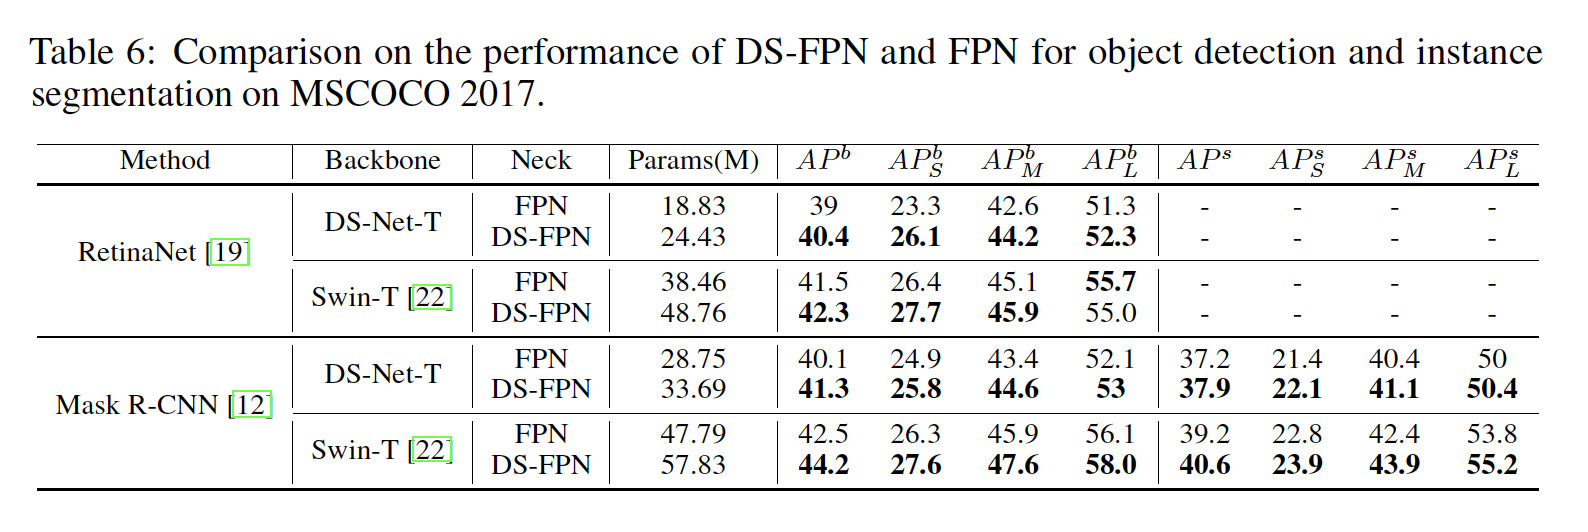 Table 6: Comparison on the performance of DS-FPN and FPN for object detection and instance
segmentation on MSCOCO 2017.
Method Backbone Neck Params(M) AP^b AP^b_S AP^b_M AP^b_L AP^s AP^s_S AP^s_M AP^s_L
RetinaNet [19] DS-Net-T FPN 18.83 39 23.3 42.6 51.3 - - - -
DS-FPN 24.43 40.4 26.1 44.2 52.3 - - - -
Swin-T [22] FPN 38.46 41.5 26.4 45.1 55.7 - - - -
DS-FPN 48.76 42.3 27.7 45.9 55.0 - - - -
Mask R-CNN [12] DS-Net-T FPN 28.75 40.1 24.9 43.4 52.1 37.2 21.4 40.4 50
DS-FPN 33.69 41.3 25.8 44.6 53 37.9 22.1 41.1 50.4
Swin-T [22] FPN 47.79 42.5 26.3 45.9 56.1 39.2 22.8 42.4 53.8
DS-FPN 57.83 44.2 27.6 47.6 58.0 40.6 23.9 43.9 55.2